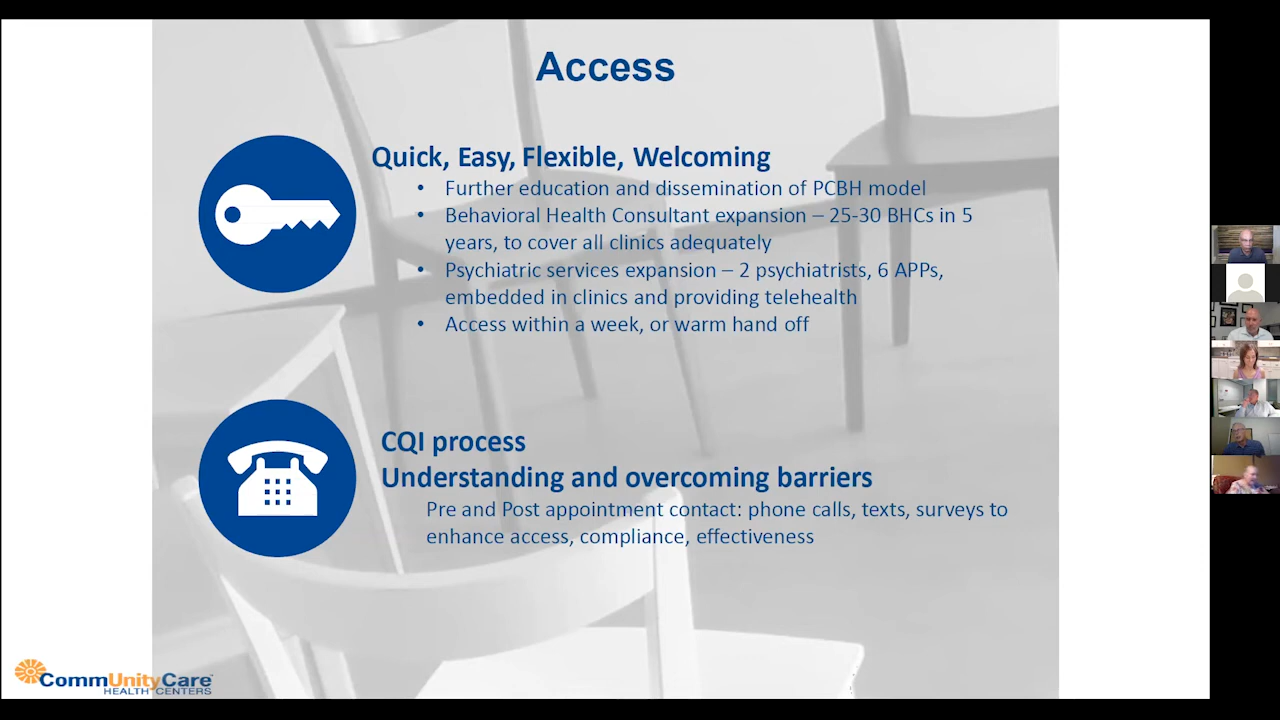 Access
Quick, Easy, Flexible, Welcoming
• Further education and dissemination of PCBH model
• Behavioral Health Consultant expansion – 25-30 BHCs in 5
years, to cover all clinics adequately
• Psychiatric services expansion – 2 psychiatrists, 6 APPs,
embedded in clinics and providing telehealth
• Access within a week, or warm hand off
CQI process
Understanding and overcoming barriers
Pre and Post appointment contact: phone calls, texts, surveys to
enhance access, compliance, effectiveness
CommUnityCare
HEALTH CENTERS